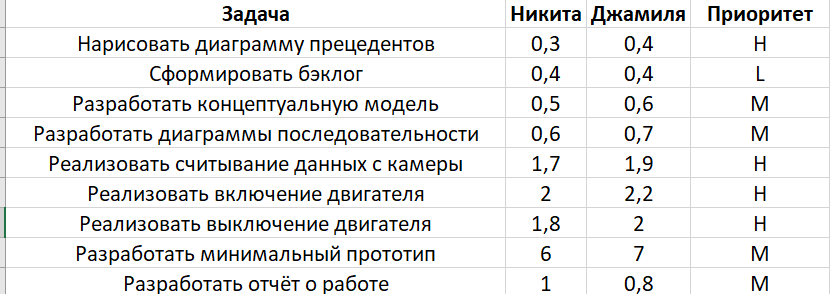 Задача Никита Джамиля Приоритет
Нарисовать диаграмму прецедентов 0,3 0,4 H
Сформировать бэклог 0,4 0,4 L
Разработать концептуальную модель 0,5 0,6 M
Разработать диаграммы последовательности 0,6 0,7 M
Реализовать считывание данных с камеры 1,7 1,9 H
Реализовать включение двигателя 2 2,2 H
Реализовать выключение двигателя 1,8 2 H
Разработать минимальный прототип 6 7 M
Разработать отчёт о работе 1 0,8 M